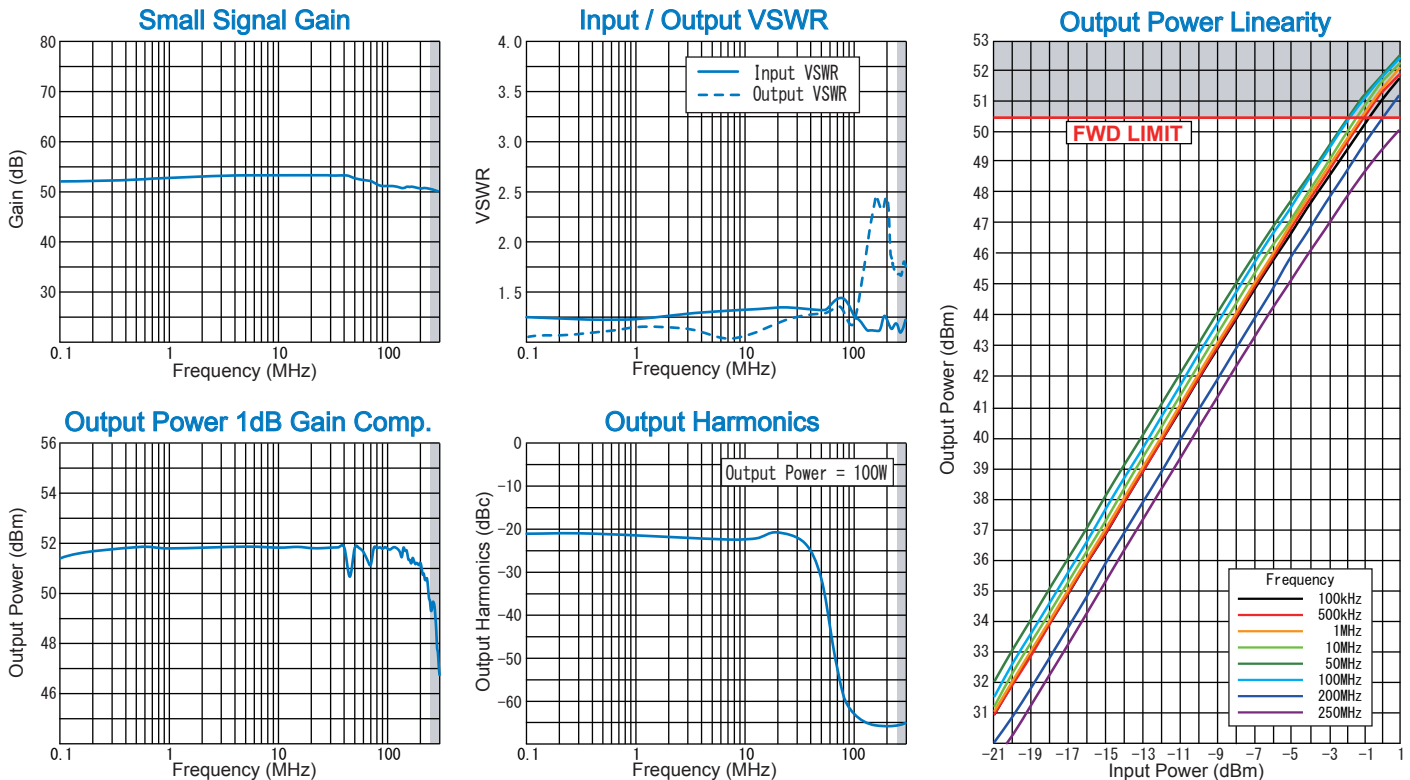 Small Signal Gain
80
70
60
50
40
30
Gain (dB)
0.1 1 10 100
Frequency (MHz)
Input / Output VSWR
4.0
3.5
3.0
2.5
2.0
1.5
VSWR
Input VSWR
Output VSWR
0.1 1 10 100
Frequency (MHz)
Output Power 1dB Gain Comp.
56
54
52
50
48
46
Output Power (dBm)
0.1 1 10 100
Frequency (MHz)
Output Harmonics
0
-10
-20
-30
-40
-50
-60
Output Harmonics (dBc)
Output Power = 100W
0.1 1 10 100
Frequency (MHz)
Output Power Linearity
53
52
51
50
49
48
47
46
45
44
43
42
41
40
39
38
37
36
35
34
33
32
31
Output Power (dBm)
FWD LIMIT
Frequency
100kHz
500kHz
1MHz
10MHz
50MHz
100MHz
200MHz
250MHz
-21 -19 -17 -15 -13 -11 -9 -7 -5 -3 -1 1
Input Power (dBm)